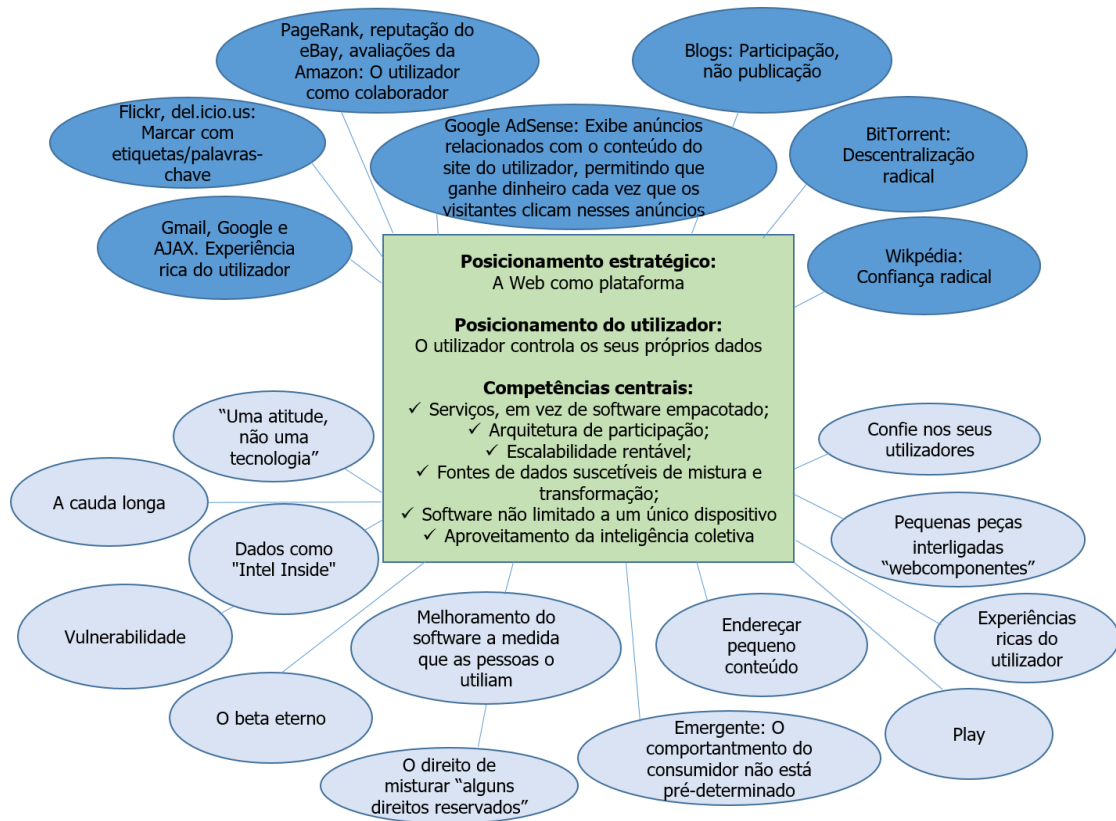 PageRank, reputação do
eBay, avaliações da
Amazon: O utilizador
como colaborador
Blogs: Participação,
não publicação
Flickr, del.icio.us:
Marcar com
etiquetas/palavras-
chave
Google AdSense: Exibe anúncios
relacionados com o conteúdo do
site do utilizador, permitindo que
ganhe dinheiro cada vez que os
visitantes clicam nesses anúncios
BitTorrent:
Descentralização
radical
Gmail, Google e
AJAX. Experiência
rica do utilizador
Wikpédia:
Confiança radical
Posicionamento estratégico:
A Web como plataforma
Posicionamento do utilizador:
O utilizador controla os seus próprios dados
Competências centrais:
✓ Serviços, em vez de software empacotado;
✓ Arquitetura de participação;
✓ Escalabilidade rentável;
✓ Fontes de dados suscetíveis de mistura e
transformação;
✓ Software não limitado a um único dispositivo
✓ Aproveitamento da inteligência coletiva
“Uma atitude,
não uma
tecnologia”
Confie nos seus
utilizadores
A cauda longa
Dados como
"Intel Inside"
Pequenas peças
interligadas
“webcomponentes”
Vulnerabilidade
Melhoramento do
software a medida
que as pessoas o
utiliam
Endereçar
pequeno
conteúdo
Experiências
ricas do
utilizador
O beta eterno
Emergente: O
comportantmento do
consumidor não está
pré-determinado
Play
O direito de
misturar “alguns
direitos reservados”